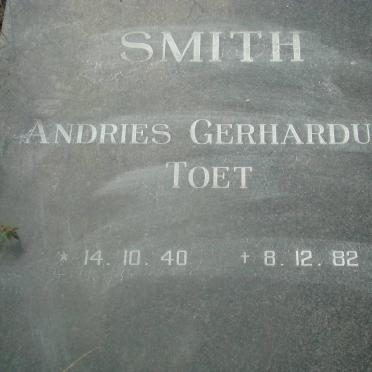 SMITH
ANDRIES GERHARDU
TOET
* 14. 10. 40 + 8. 12. 82